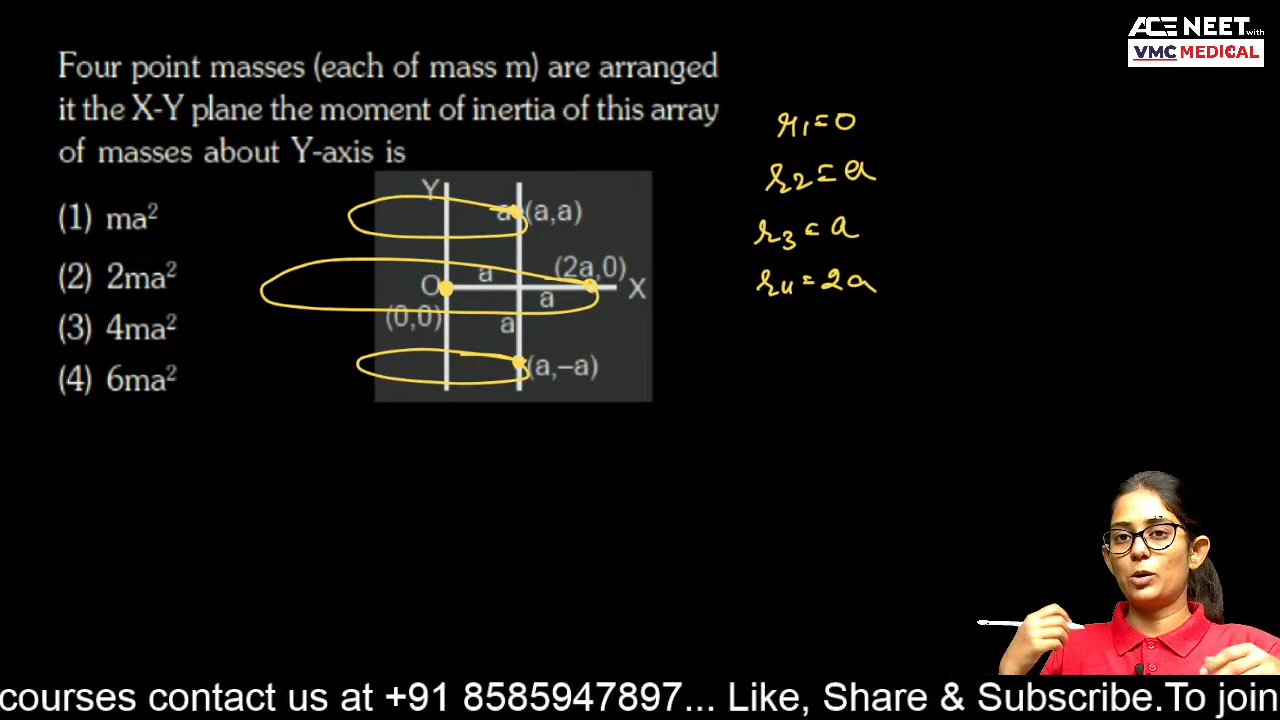 ACE NEET with
VMC MEDICAL
Four point masses (each of mass m) are arranged
it the X-Y plane the moment of inertia of this array
of masses about Y-axis is
(1) ma²
(2) 2ma²
(3) 4ma²
(4) 6ma²
Y
a
(a,a)
(2a,0)
O
a
a
X
(0,0)
a
(a,–a)
r₁=0
r₂=a
r₃=a
r₄=2a
courses contact us at +91 8585947897... Like, Share & Subscribe.To join